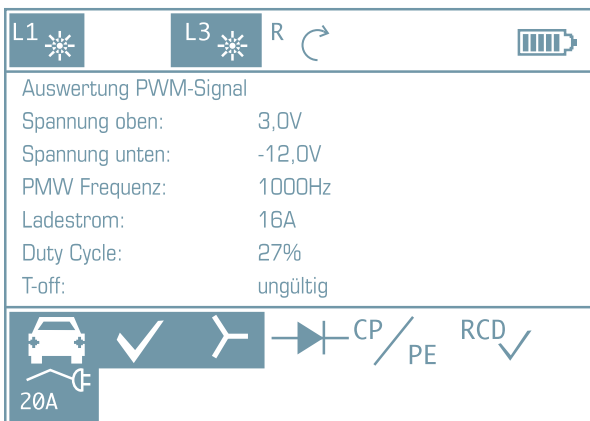 L1 L3 R
Auswertung PWM-Signal
Spannung oben: 3,0V
Spannung unten: -12,0V
PMW Frequenz: 1000Hz
Ladestrom: 16A
Duty Cycle: 27%
T-off: ungültig
CP/PE RCD
20A